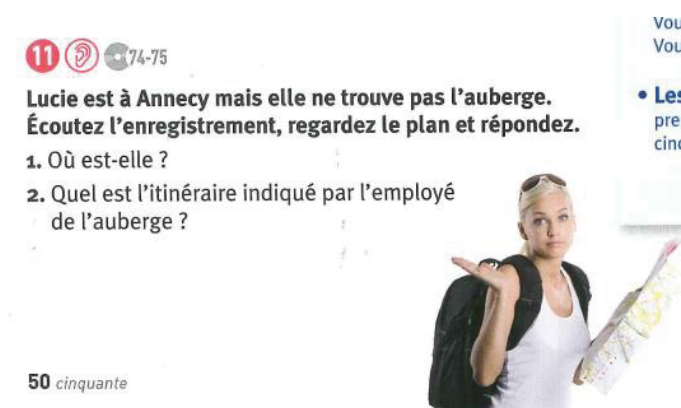 11 74-75
Lucie est à Annecy mais elle ne trouve pas l'auberge.
Écoutez l'enregistrement, regardez le plan et répondez.
1. Où est-elle ?
2. Quel est l'itinéraire indiqué par l'employé
de l'auberge ?
50 cinquante
Vou
Vou
• Les
pre
cinq